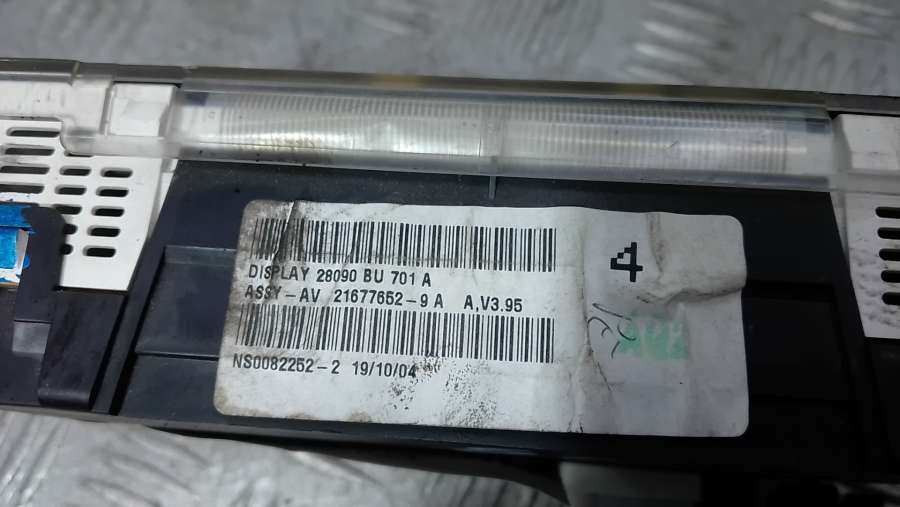 DISPLAY 28090 BU 701 A
ASSY-AV 21677652-9 A A,V3.95
NS0082252-2 19/10/04
4